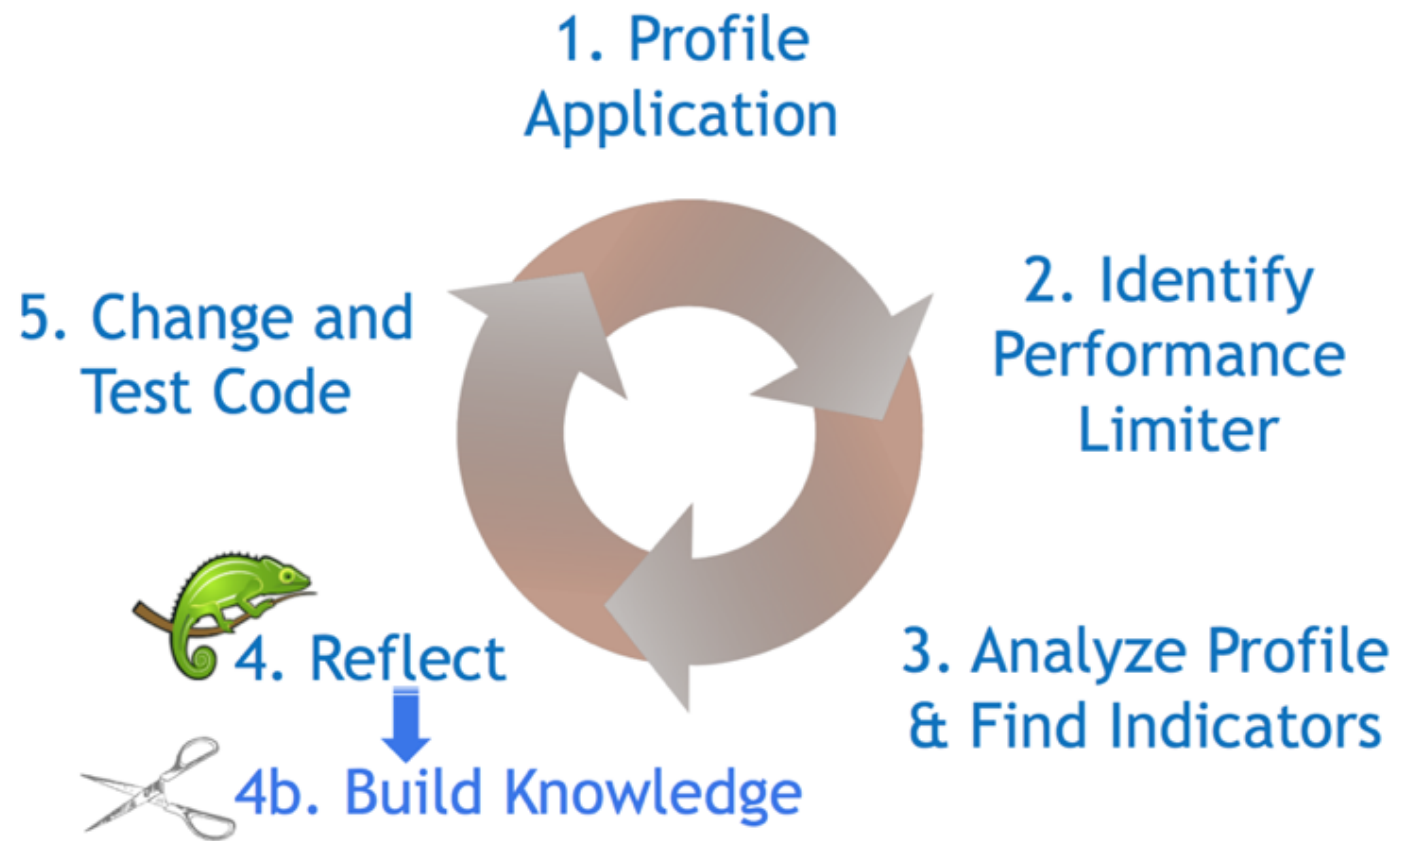 1. Profile
Application
2. Identify
Performance
Limiter
3. Analyze Profile
& Find Indicators
4. Reflect
4b. Build Knowledge
5. Change and
Test Code